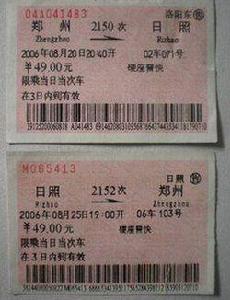 041041483 洛阳东㊕售
郑州 2150次 日照
Zhengzhou Rizhao
2006年08月20日20:40开 02车071号
¥49.00元 硬座普快
限乘当日当次车
在3日内到有效
M065413 日照㊕售
日照 2152次 郑州
Rizhao Zhengzhou
2006年08月25日19:00开 06车103号
¥49.00元 硬座普快
限乘当日当次车
在3日内到有效